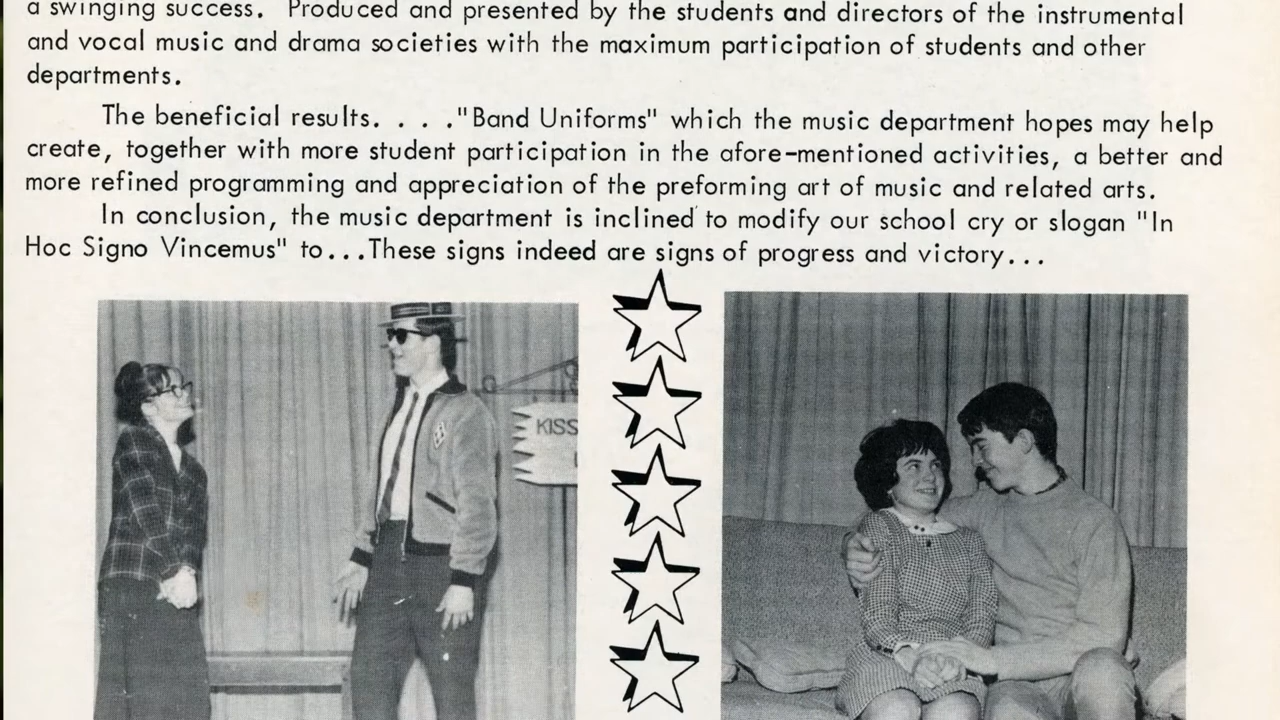 a swinging success. Produced and presented by the students and directors of the instrumental
and vocal music and drama societies with the maximum participation of students and other
departments.
The beneficial results. . . ."Band Uniforms" which the music department hopes may help
create, together with more student participation in the afore-mentioned activities, a better and
more refined programming and appreciation of the preforming art of music and related arts.
In conclusion, the music department is inclined to modify our school cry or slogan "In
Hoc Signo Vincemus" to...These signs indeed are signs of progress and victory...
KISS